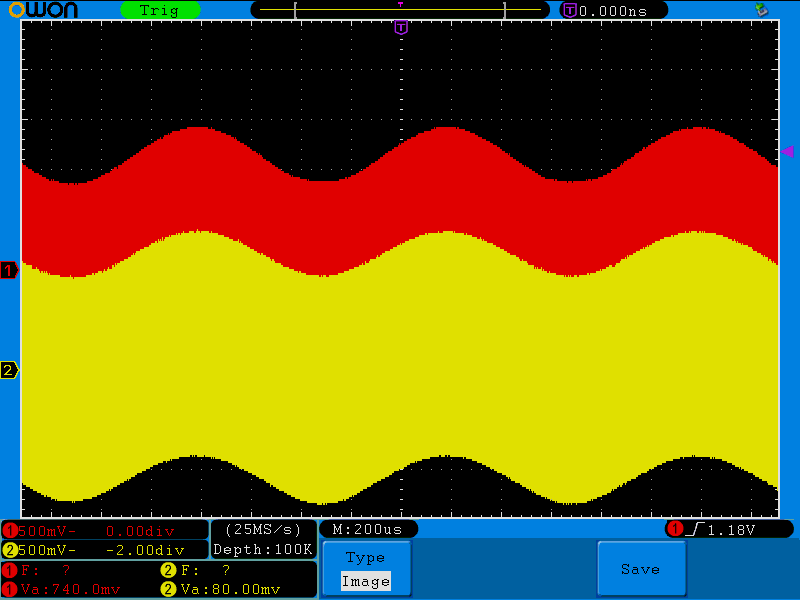 OWON Trig T 0.000ns
T
1
2
1 500mV- 0.00div (25MS/s) M:200us 1 1.18V
2 500mV- -2.00div Depth:100K
1 F: ? 2 F: ? Type
Image Save
1 Va:740.0mv 2 Va:80.00mv